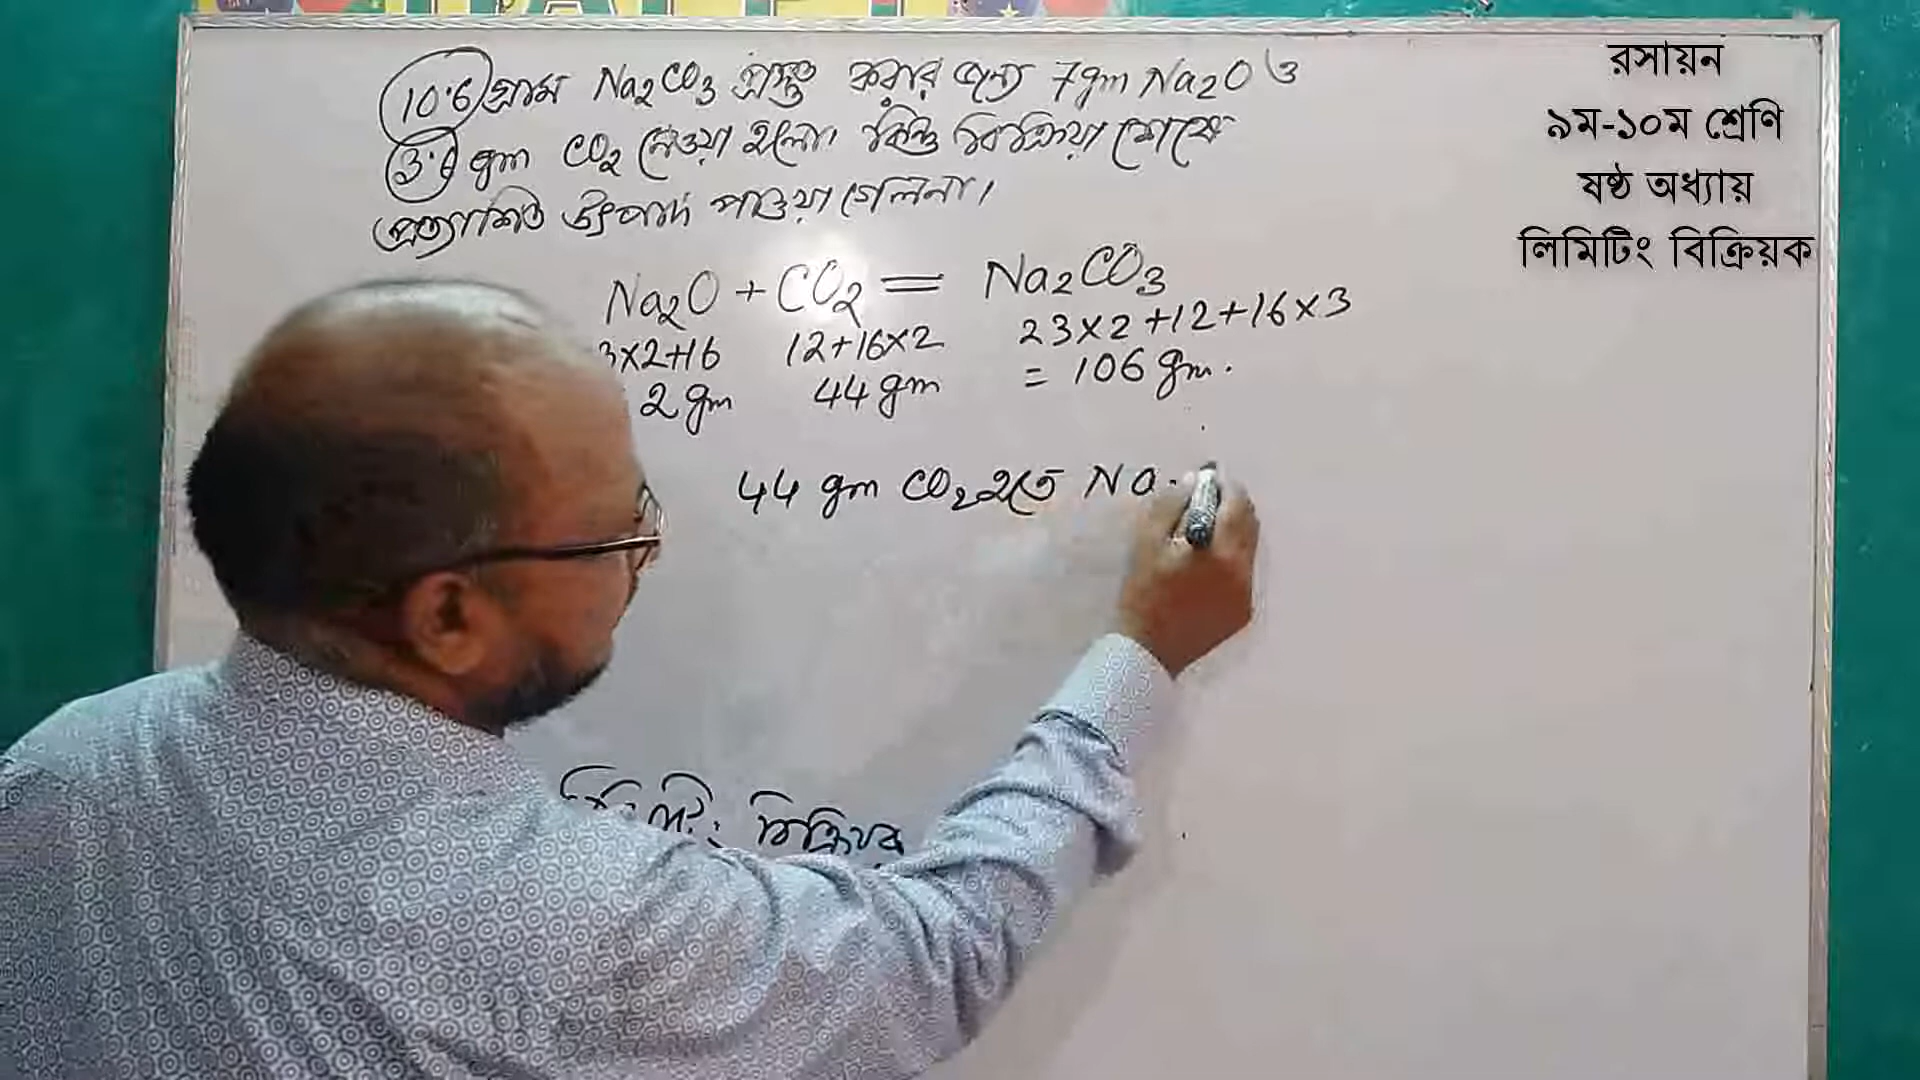 10.6 গ্রাম Na2CO3 প্রস্তুত করার জন্য 7gm Na2O ও
gm CO2 নেওয়া হলো। কিন্তু বিক্রিয়া শেষে
প্রত্যাশিত উৎপাদ পাওয়া গেলনা।
Na2O + CO2 = Na2CO3
3×2+16 12+16×2 23×2+12+16×3
2 gm 44 gm = 106 gm.
44 gm CO2 হতে Na
বিক্রিয়ক
রসায়ন
৯ম-১০ম শ্রেণি
ষষ্ঠ অধ্যায়
লিমিটিং বিক্রিয়ক